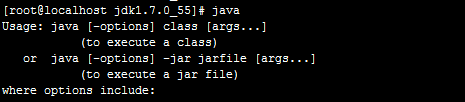 [root@localhost jdk1.7.0_55]# java
Usage: java [-options] class [args...]
(to execute a class)
or java [-options] -jar jarfile [args...]
(to execute a jar file)
where options include: